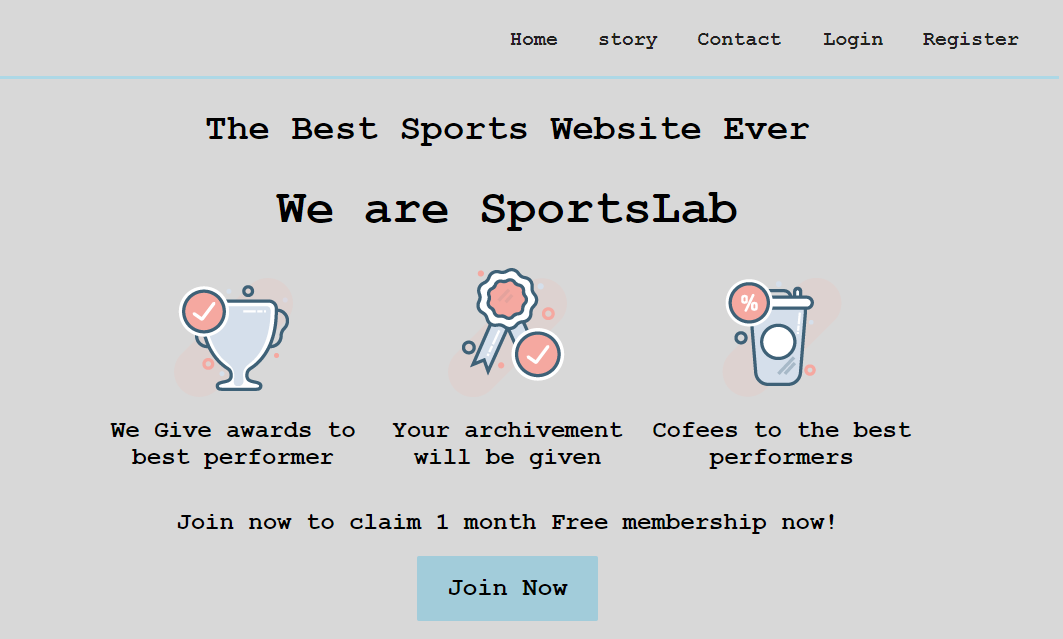 Home story Contact Login Register
The Best Sports Website Ever
We are SportsLab
%
We Give awards to
best performer
Your archivement
will be given
Cofees to the best
performers
Join now to claim 1 month Free membership now!
Join Now